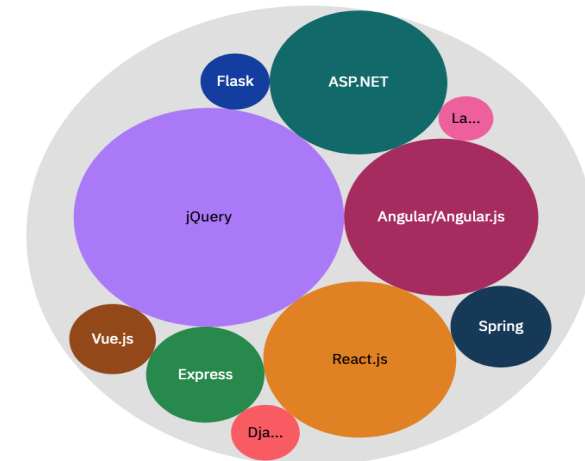 Flask
ASP.NET
La...
jQuery
Angular/Angular.js
Vue.js
Express
React.js
Spring
Dja...